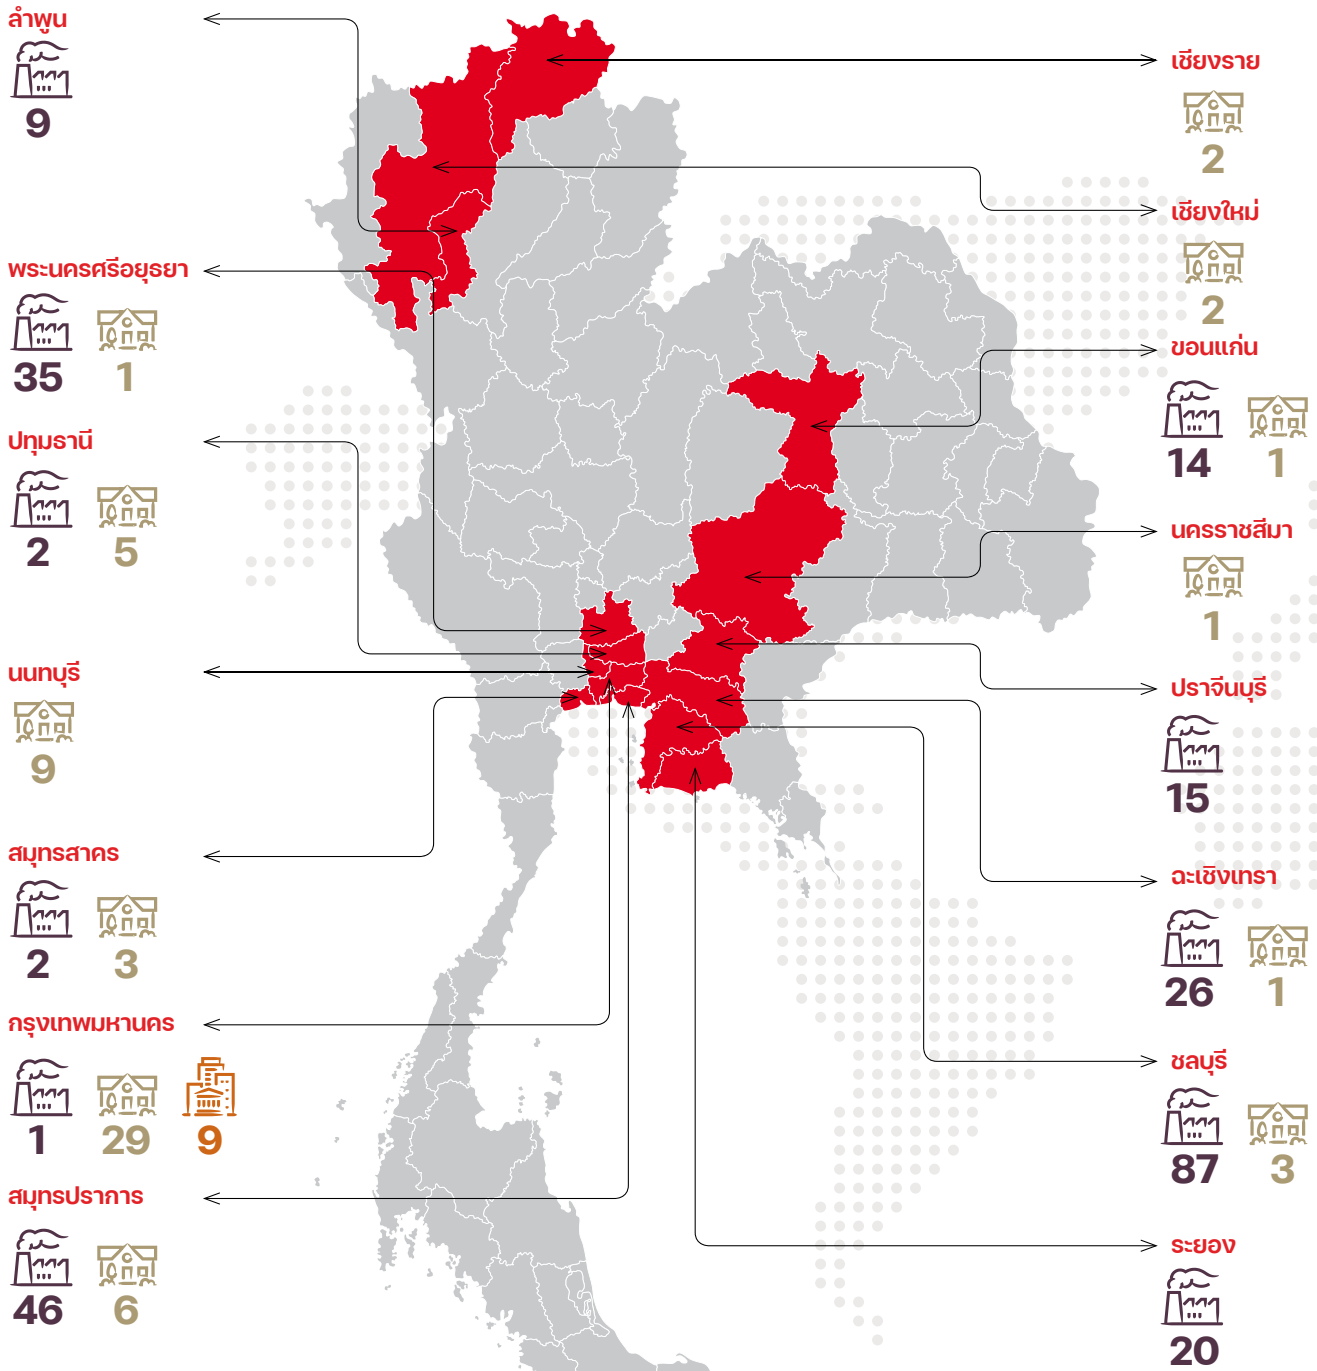 ลำพูน
9
พระนครศรีอยุธยา
35 1
ปทุมธานี
2 5
นนทบุรี
9
สมุทรสาคร
2 3
กรุงเทพมหานคร
1 29 9
สมุทรปราการ
46 6
เชียงราย
2
เชียงใหม่
2
ขอนแก่น
14 1
นครราชสีมา
1
ปราจีนบุรี
15
ฉะเชิงเทรา
26 1
ชลบุรี
87 3
ระยอง
20